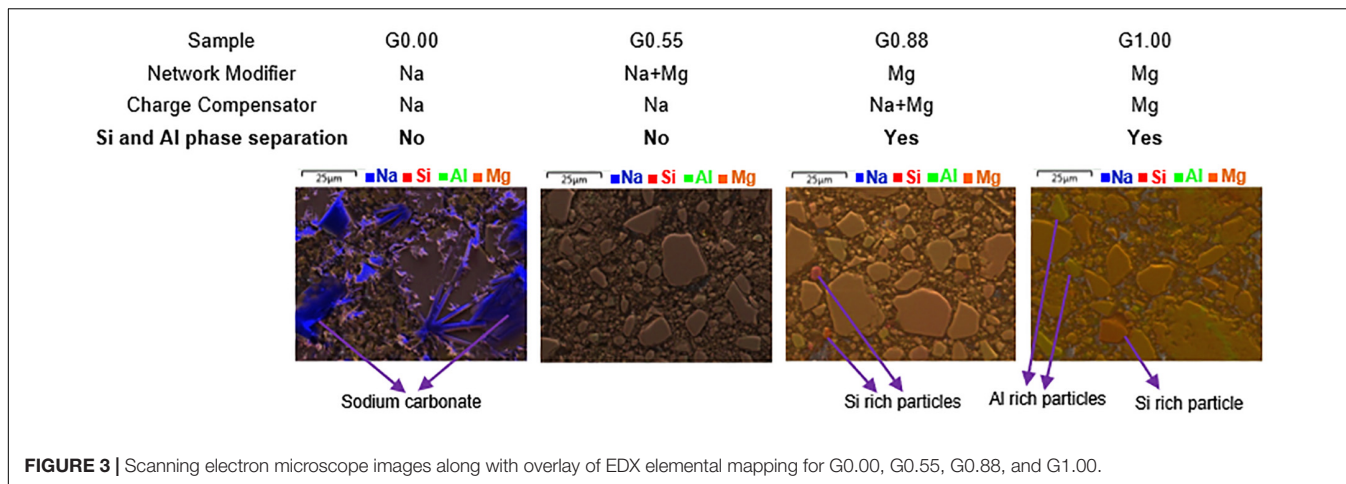 Sample G0.00 G0.55 G0.88 G1.00
Network Modifier Na Na+Mg Mg Mg
Charge Compensator Na Na Na+Mg Mg
Si and Al phase separation No No Yes Yes
25µm Na Si Al Mg 25µm Na Si Al Mg 25µm Na Si Al Mg 25µm Na Si Al Mg
Sodium carbonate Si rich particles Al rich particles Si rich particle
FIGURE 3 | Scanning electron microscope images along with overlay of EDX elemental mapping for G0.00, G0.55, G0.88, and G1.00.